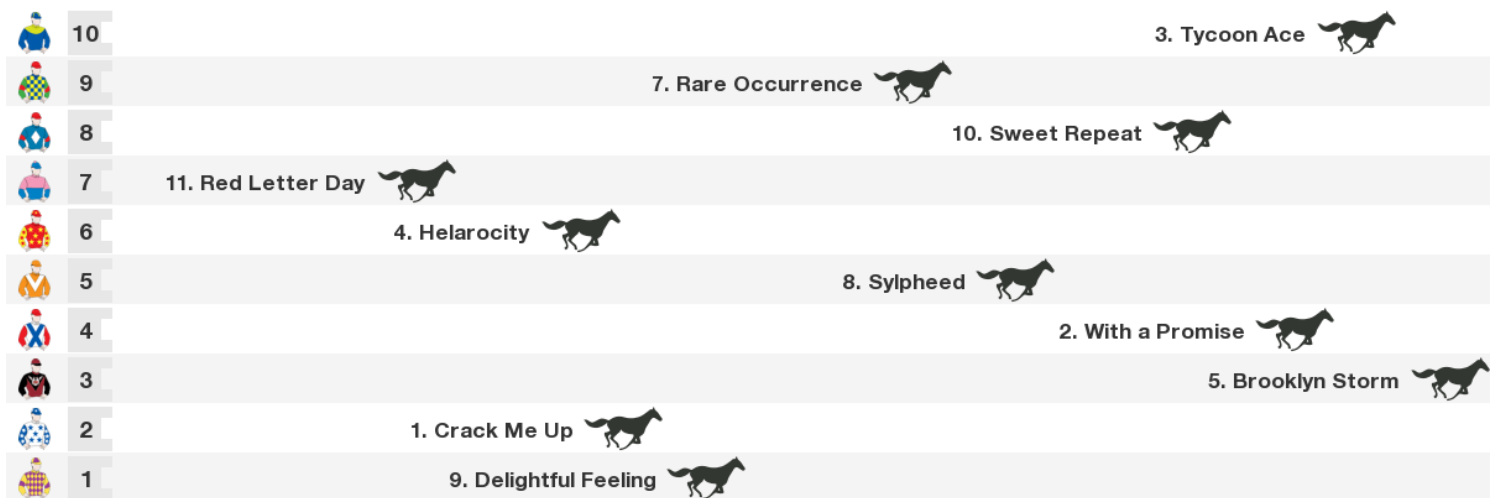 10 3. Tycoon Ace
9 7. Rare Occurrence
8 10. Sweet Repeat
7 11. Red Letter Day
6 4. Helarocity
5 8. Sylpheed
4 2. With a Promise
3 5. Brooklyn Storm
2 1. Crack Me Up
1 9. Delightful Feeling